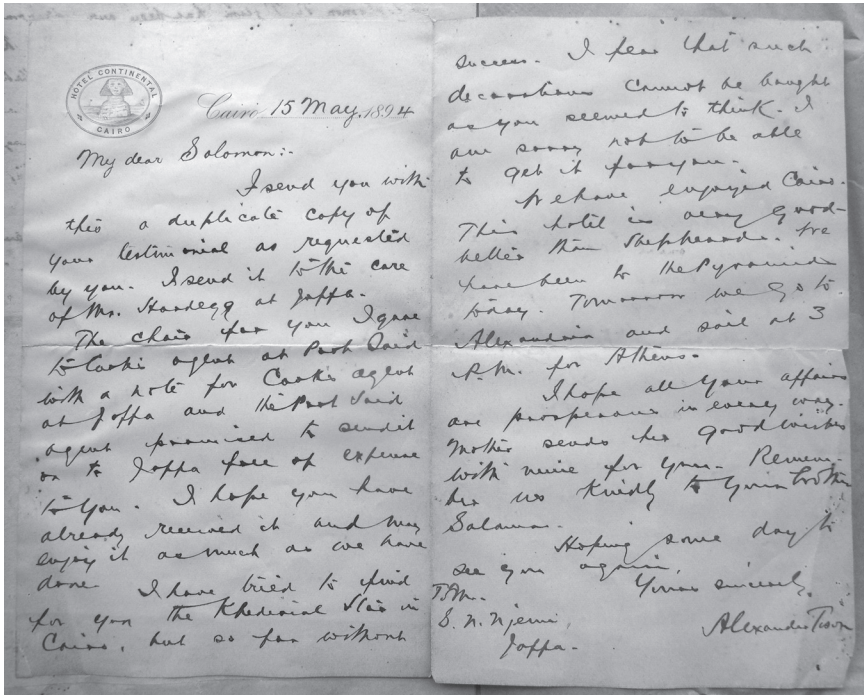 HOTEL CONTINENTAL
CAIRO
Cairo, 15 May, 1894
My dear Solomon:-
I send you with
this a duplicate copy of
your testimonial as requested
by you. I send it to the care
of Mr. Hardegg at Jaffa.
The chair for you I gave
to Cooks agent at Port Said
with a note for Cooks agent
at Joffa and the Port Said
agent promised to send it
on to Joppa free of expense
to you. I hope you have
already received it and may
enjoy it as much as we have
done. I have tried to find
for you the Khedivial Star in
Cairo, but so far without
success. I fear that such
decorations cannot be bought
as you seemed to think. I
am sorry not to be able
to get it for you.
We have enjoyed Cairo.
This hotel is very good-
better than Shepheards. We
have been to the Pyramids
today. Tomorrow we go to
Alexandria and sail at 3
P.M. for Athens.
I hope all your affairs
are prosperous in every way.
Mother sends her good wishes
with mine for you. Remem-
ber us kindly to your brother
Solomon.
Hoping some day to
see you again,
Yours sincerely,
Alexander
To Mr.
S. N. Njemi,
Joppa.